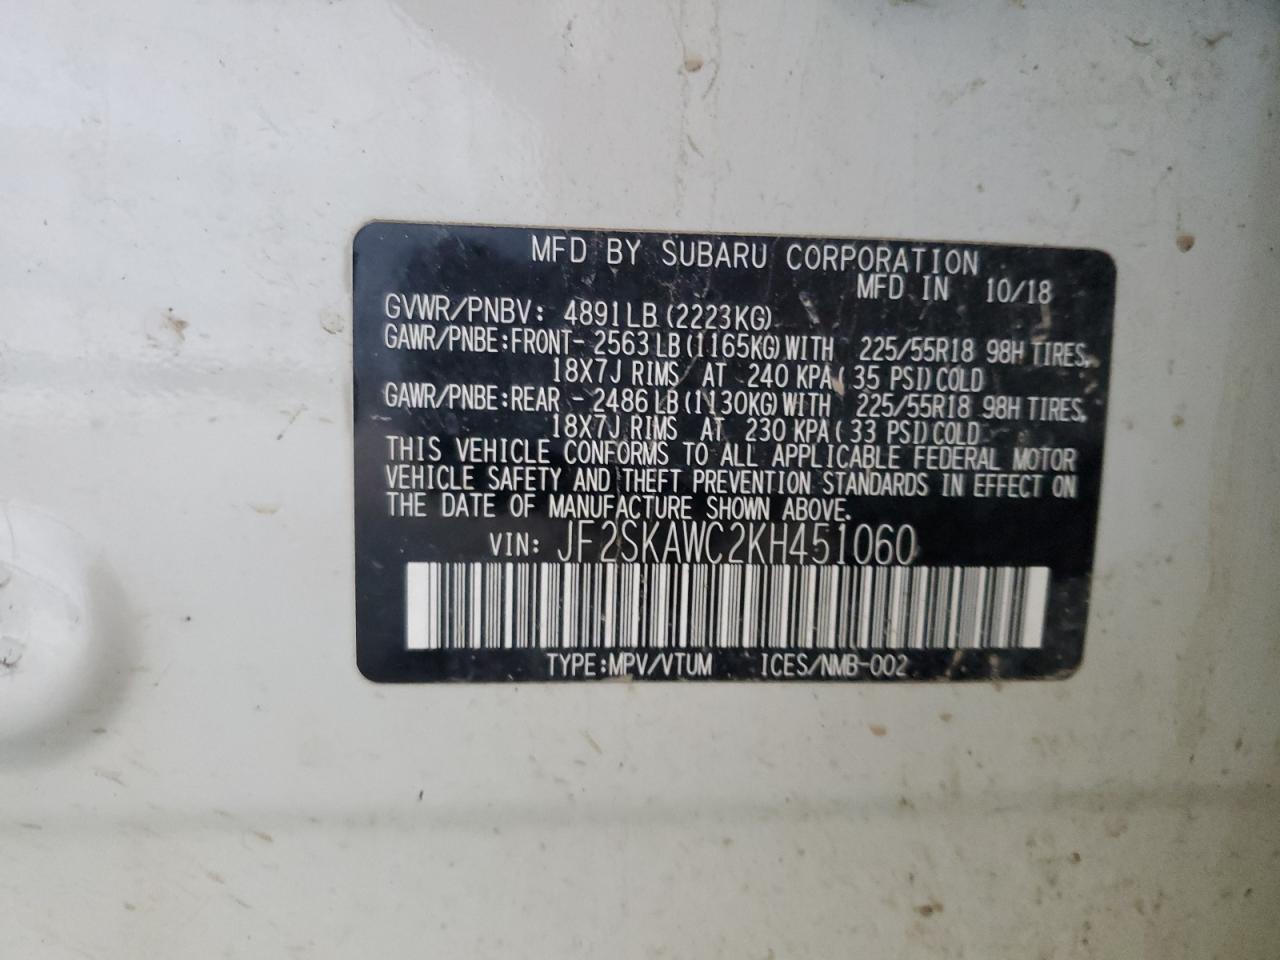 MFD BY SUBARU CORPORATION
MFD IN 10/18
GVWR/PNBV: 4891LB(2223KG)
GAWR/PNBE:FRONT- 2563LB(1165KG)WITH 225/55R18 98H TIRES,
18X7J RIMS AT 240 KPA( 35 PSI)COLD
GAWR/PNBE:REAR - 2486LB(1130KG)WITH 225/55R18 98H TIRES,
18X7J RIMS AT 230 KPA( 33 PSI)COLD
THIS VEHICLE CONFORMS TO ALL APPLICABLE FEDERAL MOTOR
VEHICLE SAFETY AND THEFT PREVENTION STANDARDS IN EFFECT ON
THE DATE OF MANUFACTURE SHOWN ABOVE.
VIN: JF2SKAWC2KH451060
TYPE:MPV/VTUM ICES/NMB-002